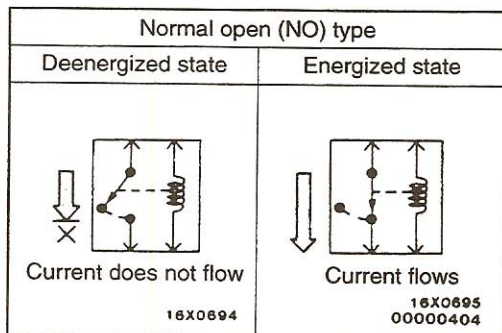 Normal open (NO) type
Deenergized state
Energized state
Current does not flow
Current flows
16X0694
16X0695
00000404